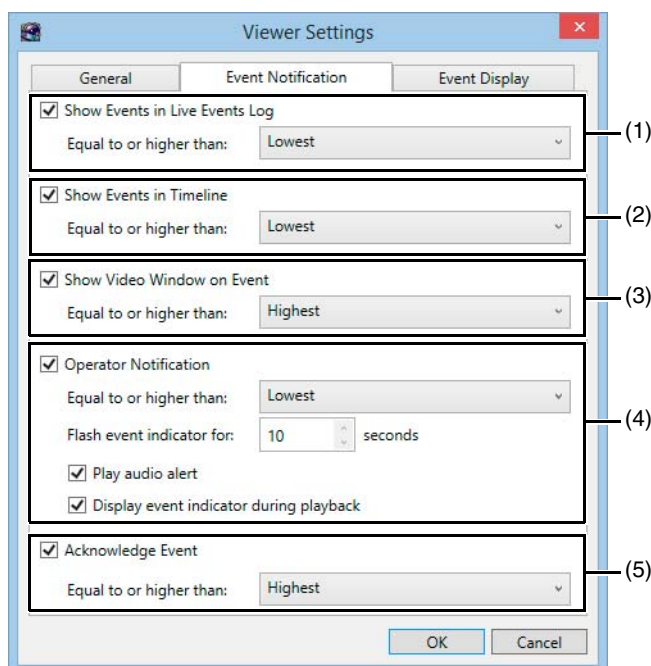 Viewer Settings
General Event Notification Event Display
Show Events in Live Events Log
Equal to or higher than: Lowest
(1)
Show Events in Timeline
Equal to or higher than: Lowest
(2)
Show Video Window on Event
Equal to or higher than: Highest
(3)
Operator Notification
Equal to or higher than: Lowest
Flash event indicator for: 10 seconds
(4)
Play audio alert
Display event indicator during playback
Acknowledge Event
Equal to or higher than: Highest
(5)
OK Cancel